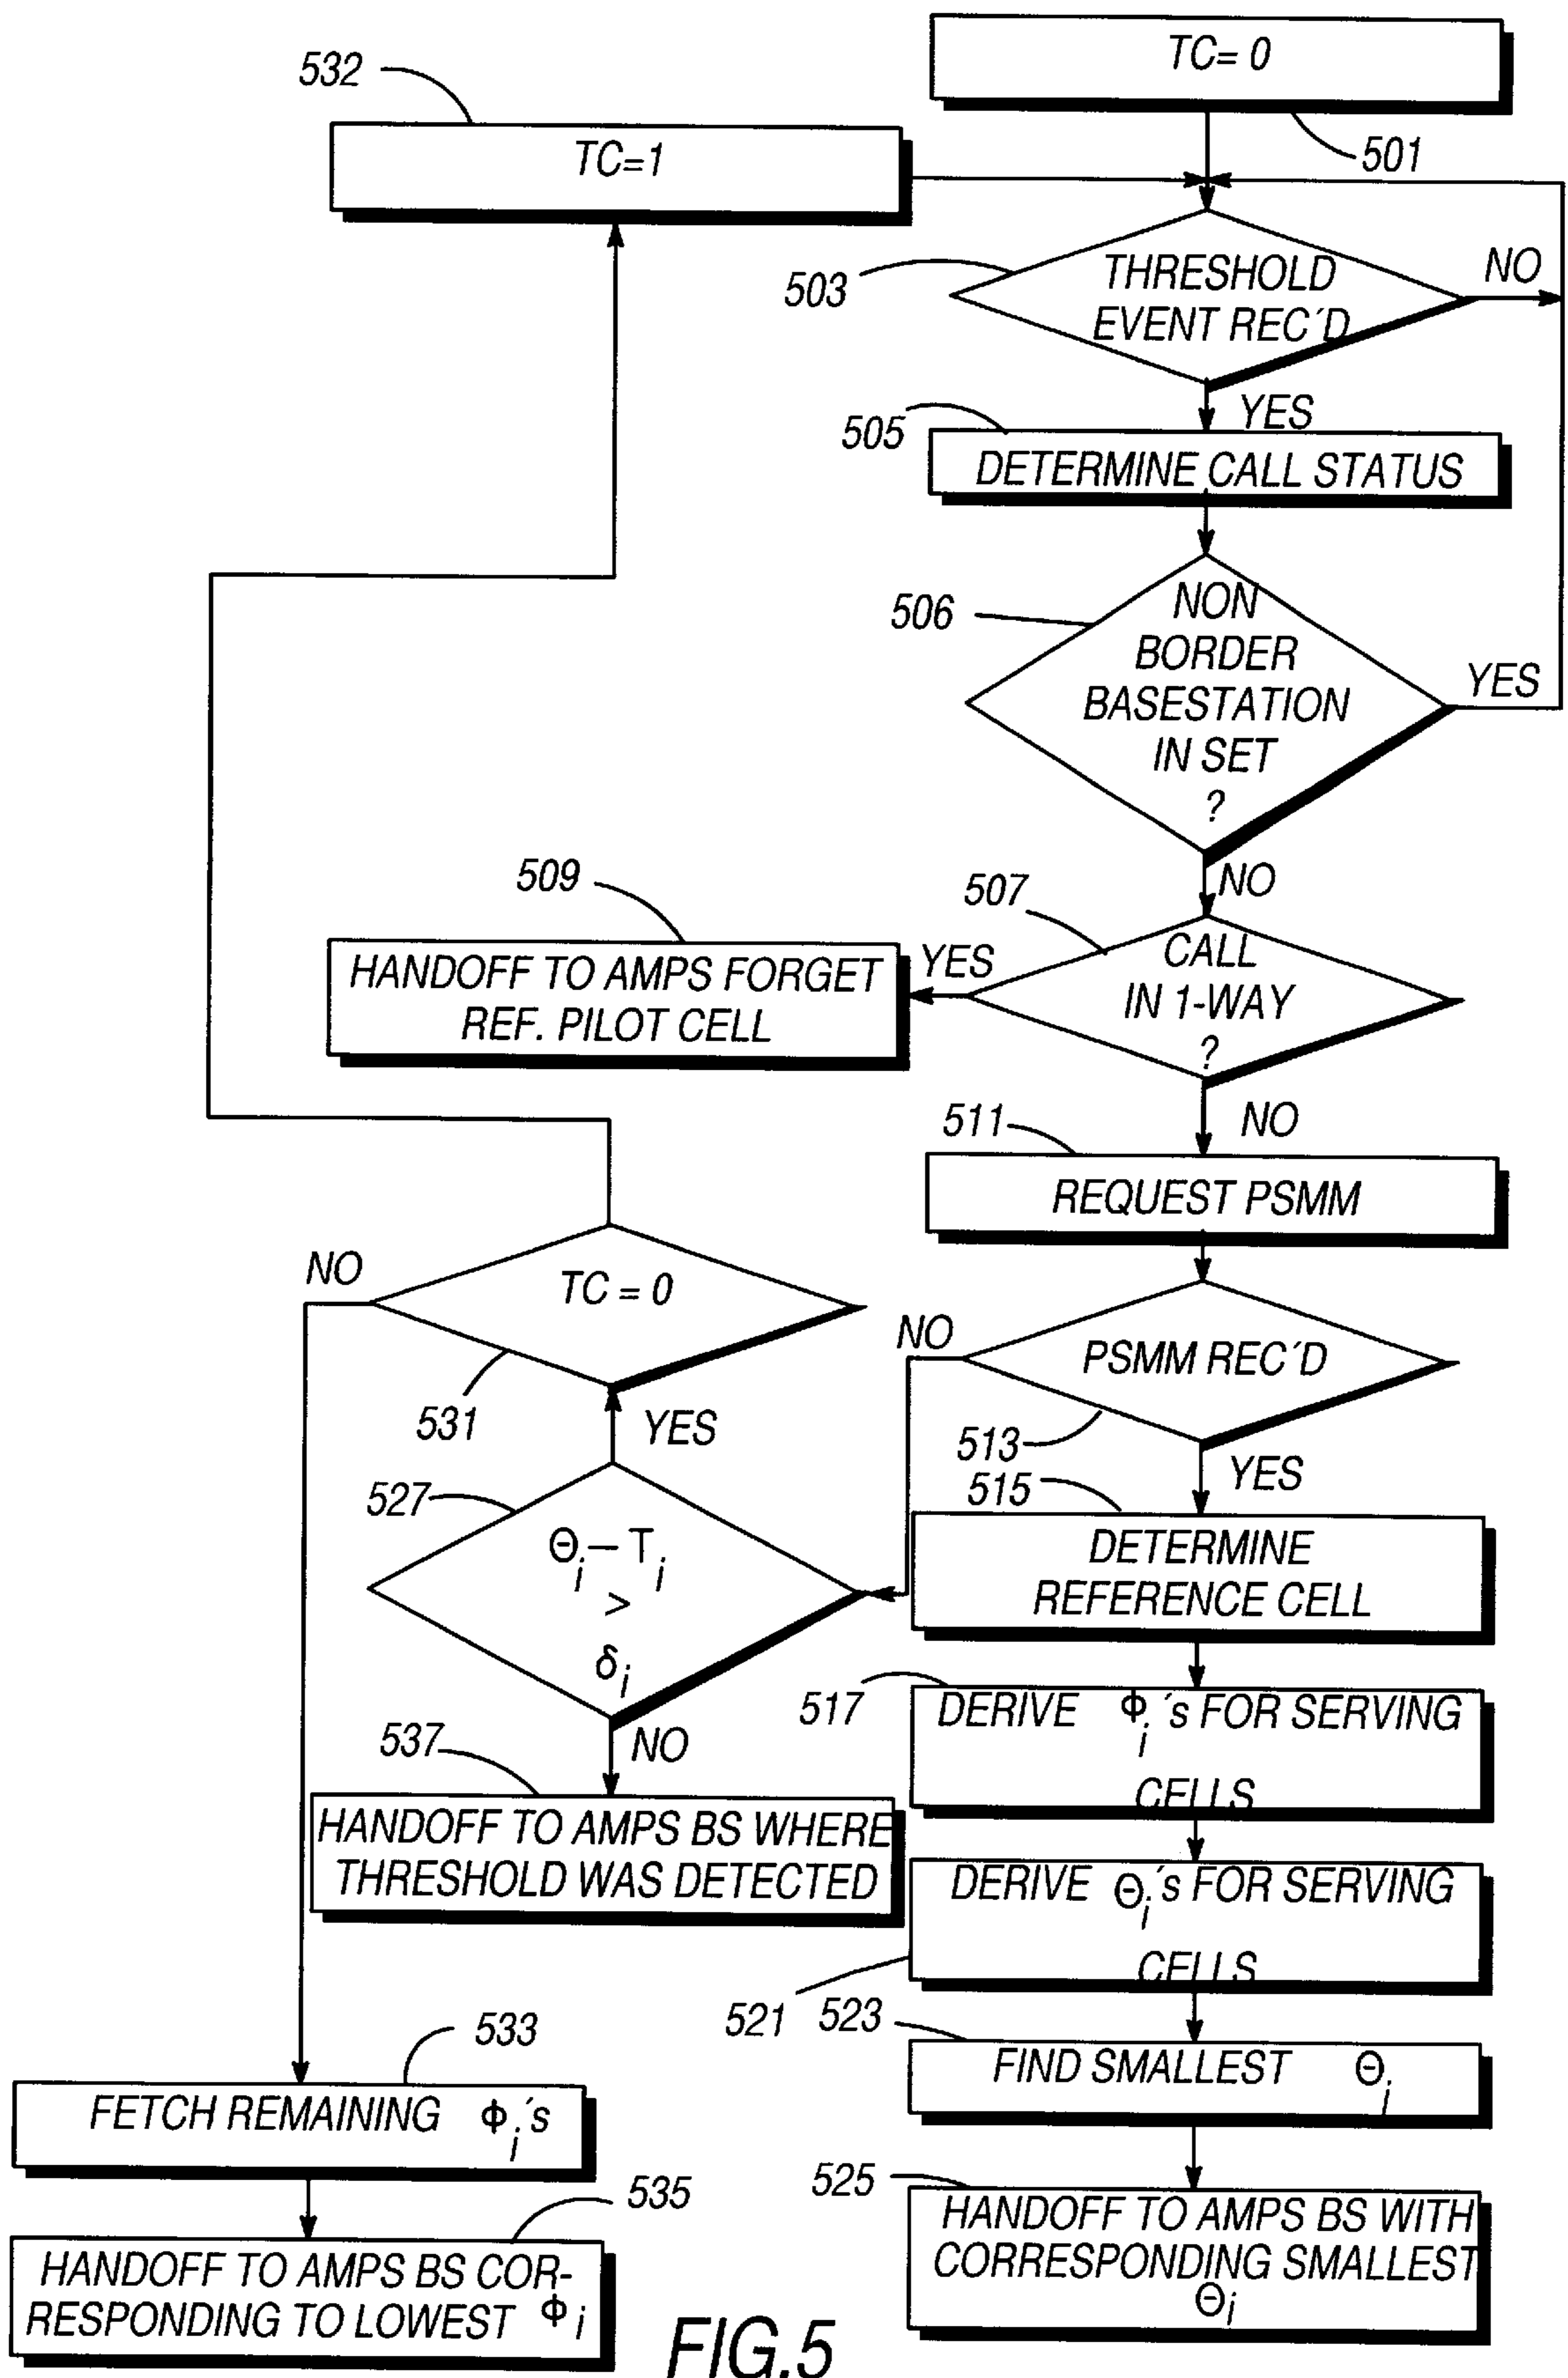 TC= 0
501
532
TC=1
503
THRESHOLD
EVENT REC´D
NO
YES
505
DETERMINE CALL STATUS
506
NON
BORDER
BASESTATION
IN SET
?
YES
NO
507
CALL
IN 1-WAY
?
YES
509
HANDOFF TO AMPS FORGET
REF. PILOT CELL
NO
511
REQUEST PSMM
PSMM REC´D
NO
513
YES
TC = 0
NO
531
YES
527
Θi – Ti
>
δi
NO
537
HANDOFF TO AMPS BS WHERE
THRESHOLD WAS DETECTED
515
DETERMINE
REFERENCE CELL
517
DERIVE Φi´s FOR SERVING
CELLS
DERIVE Θi´s FOR SERVING
CELLS
521
523
FIND SMALLEST Θi
525
HANDOFF TO AMPS BS WITH
CORRESPONDING SMALLEST
Θi
533
FETCH REMAINING Φi´s
535
HANDOFF TO AMPS BS COR-
RESPONDING TO LOWEST Φi
FIG.5